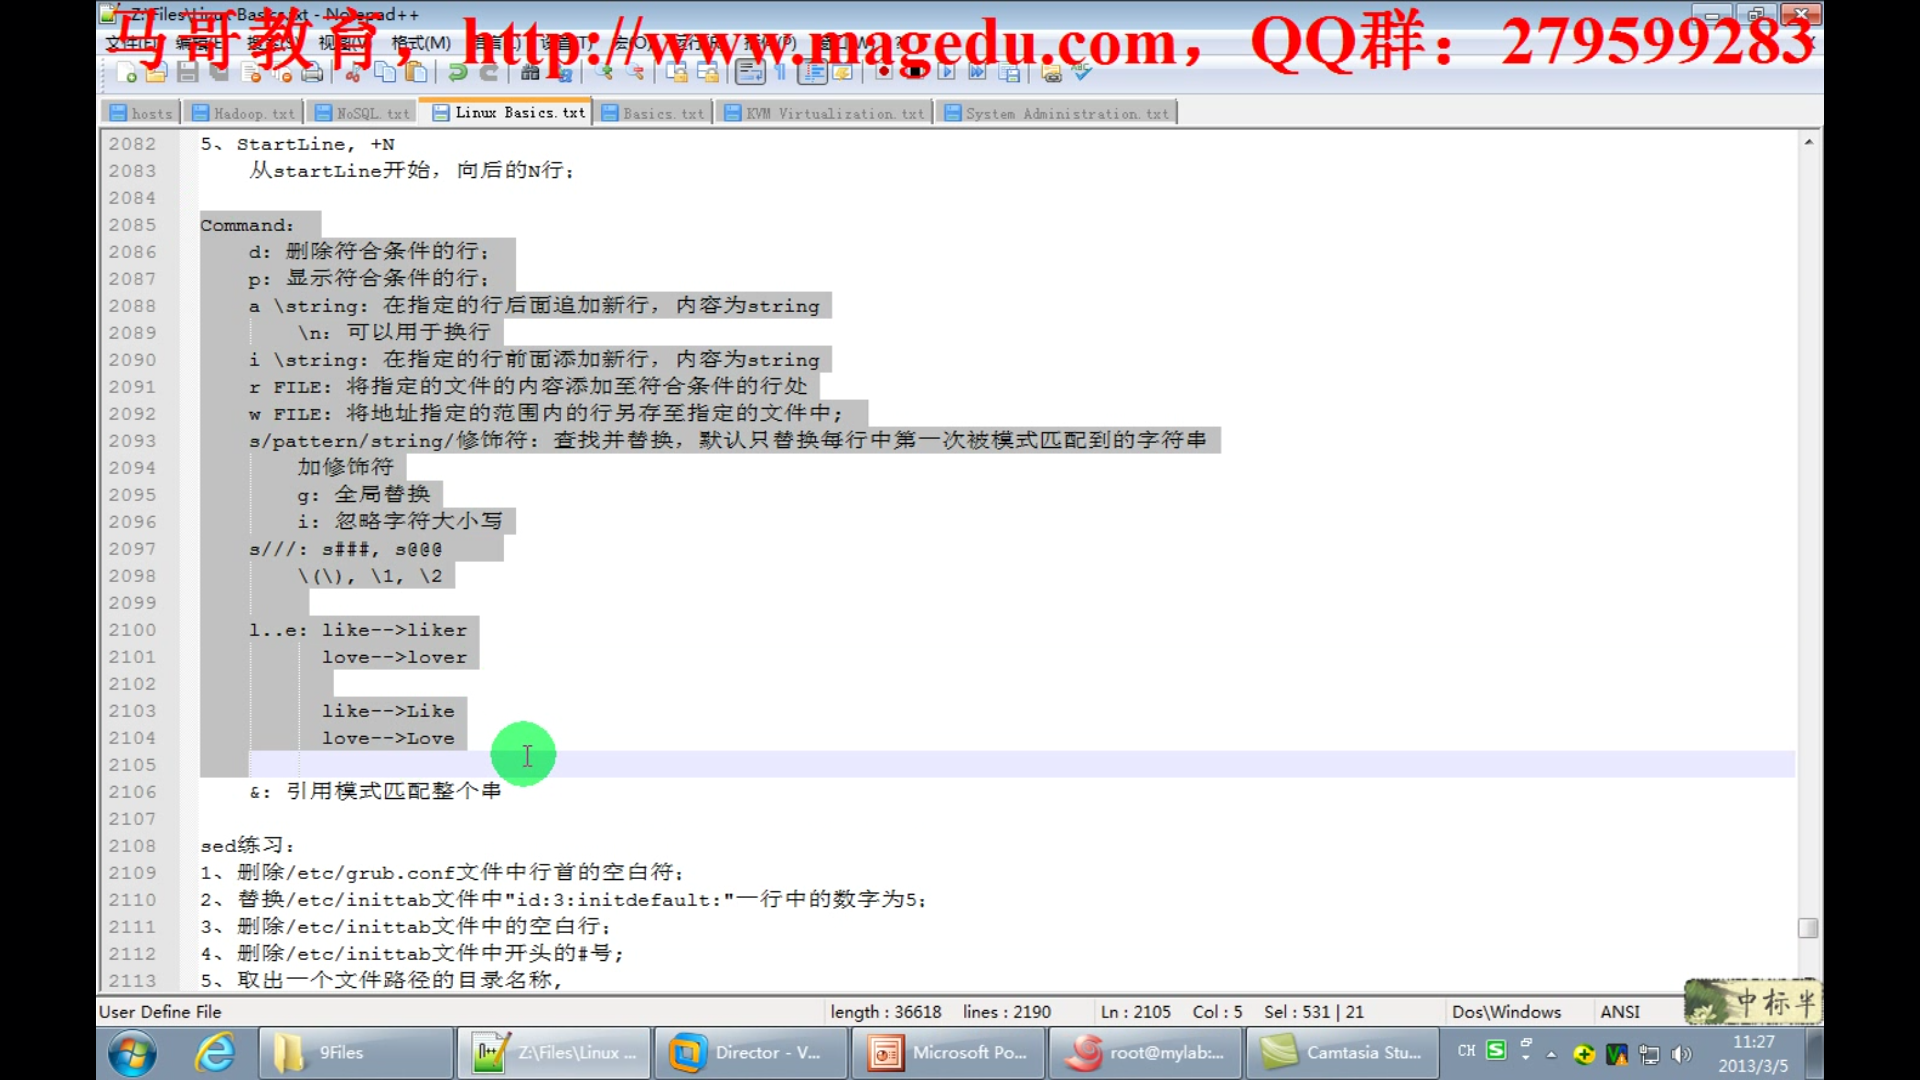 Z:\Files\Linux Basics.txt - Notepad++
马哥教育，http://www.magedu.com，QQ群：279599283
格式(M)
hosts
Hadoop.txt
NoSQL.txt
Linux Basics.txt
Basics.txt
KVM Virtualization.txt
System Administration.txt
2082 5、StartLine, +N
2083 从startLine开始，向后的N行;
2084
2085 Command:
2086 d: 删除符合条件的行;
2087 p: 显示符合条件的行;
2088 a \string: 在指定的行后面追加新行，内容为string
2089 \n: 可以用于换行
2090 i \string: 在指定的行前面添加新行，内容为string
2091 r FILE: 将指定的文件的内容添加至符合条件的行处
2092 w FILE: 将地址指定的范围内的行另存至指定的文件中;
2093 s/pattern/string/修饰符: 查找并替换，默认只替换每行中第一次被模式匹配到的字符串
2094 加修饰符
2095 g: 全局替换
2096 i: 忽略字符大小写
2097 s///: s###, s@@@
2098 \(\), \1, \2
2099
2100 l..e: like-->liker
2101 love-->lover
2102
2103 like-->Like
2104 love-->Love
2105
2106 &: 引用模式匹配整个串
2107
2108 sed练习:
2109 1、删除/etc/grub.conf文件中行首的空白符;
2110 2、替换/etc/inittab文件中"id:3:initdefault:"一行中的数字为5;
2111 3、删除/etc/inittab文件中的空白行;
2112 4、删除/etc/inittab文件中开头的#号;
2113 5、取出一个文件路径的目录名称,
User Define File
length : 36618 lines : 2190
Ln : 2105 Col : 5 Sel : 531 | 21
Dos\Windows
ANSI
中标半
9Files
Z:\Files\Linux ...
Director - V...
Microsoft Po...
root@mylab:...
Camtasia Stu...
CH
11:27
2013/3/5